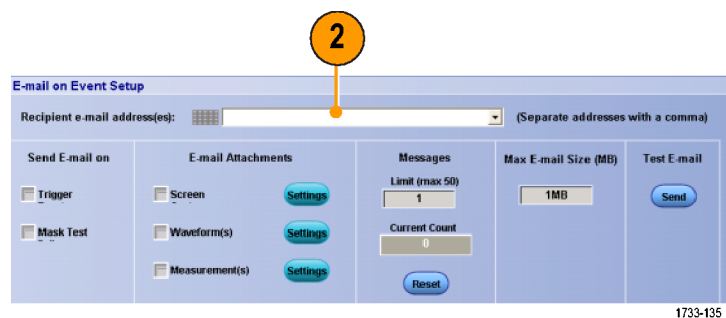 2
E-mail on Event Setup
Recipient e-mail address(es): (Separate addresses with a comma)
Send E-mail on E-mail Attachments Messages Max E-mail Size (MB) Test E-mail
Limit (max 50)
Trigger Screen Settings 1 1MB Send
Mask Test Waveform(s) Settings Current Count
0
Measurement(s) Settings
Reset
1733-135